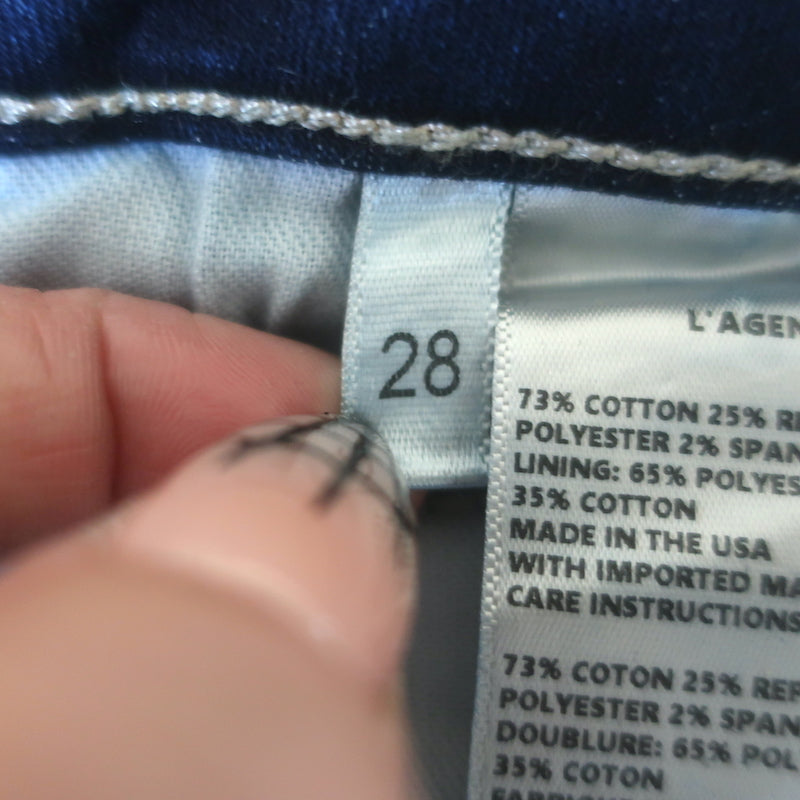 28
L'AGEN
73% COTTON 25% RE
POLYESTER 2% SPAN
LINING: 65% POLYES
35% COTTON
MADE IN THE USA
WITH IMPORTED MA
CARE INSTRUCTIONS
73% COTON 25% REF
POLYESTER 2% SPAN
DOUBLURE: 65% POL
35% COTON